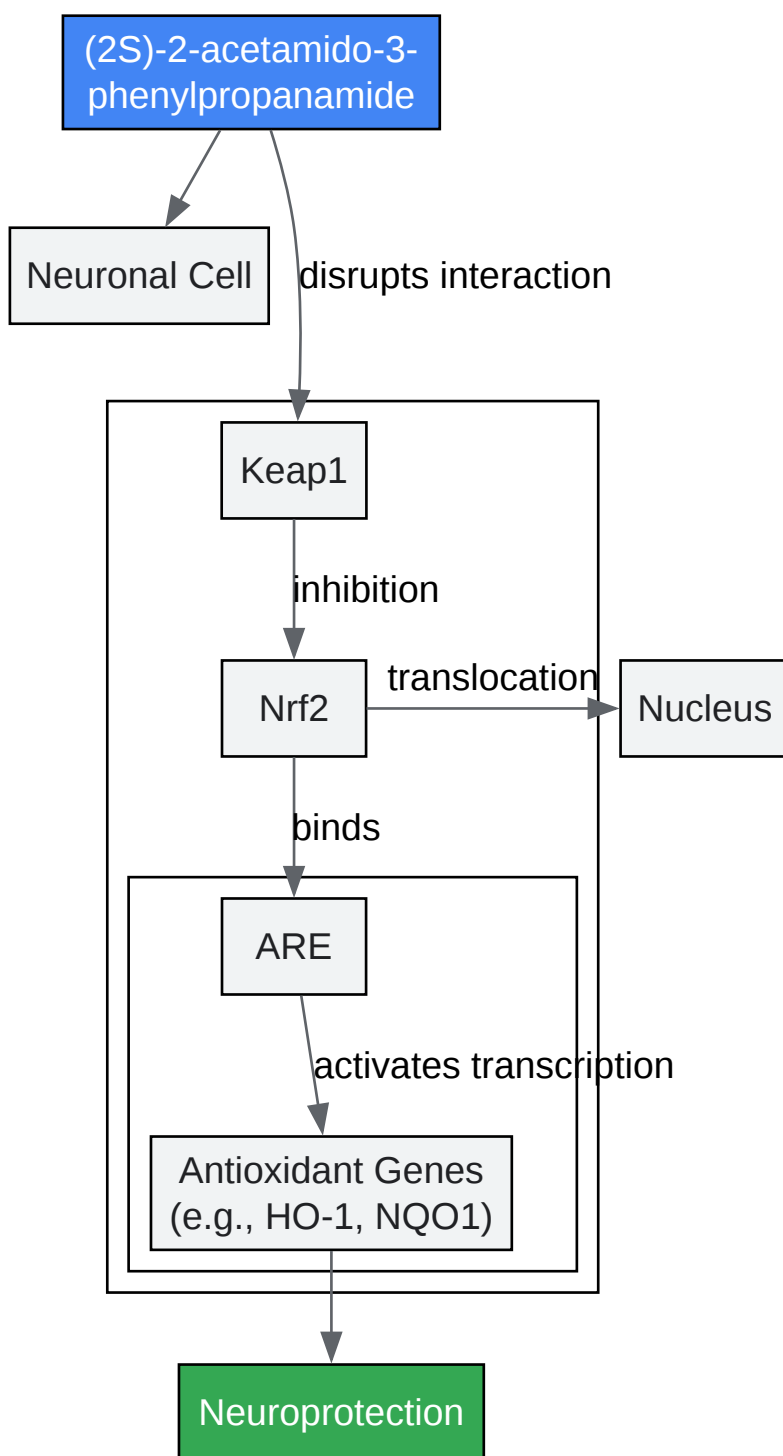 (2S)-2-acetamido-3-
phenylpropanamide
Neuronal Cell
disrupts interaction
Keap1
inhibition
translocation
Nrf2
Nucleus
binds
ARE
activates transcription
Antioxidant Genes
(e.g., HO-1, NQO1)
Neuroprotection